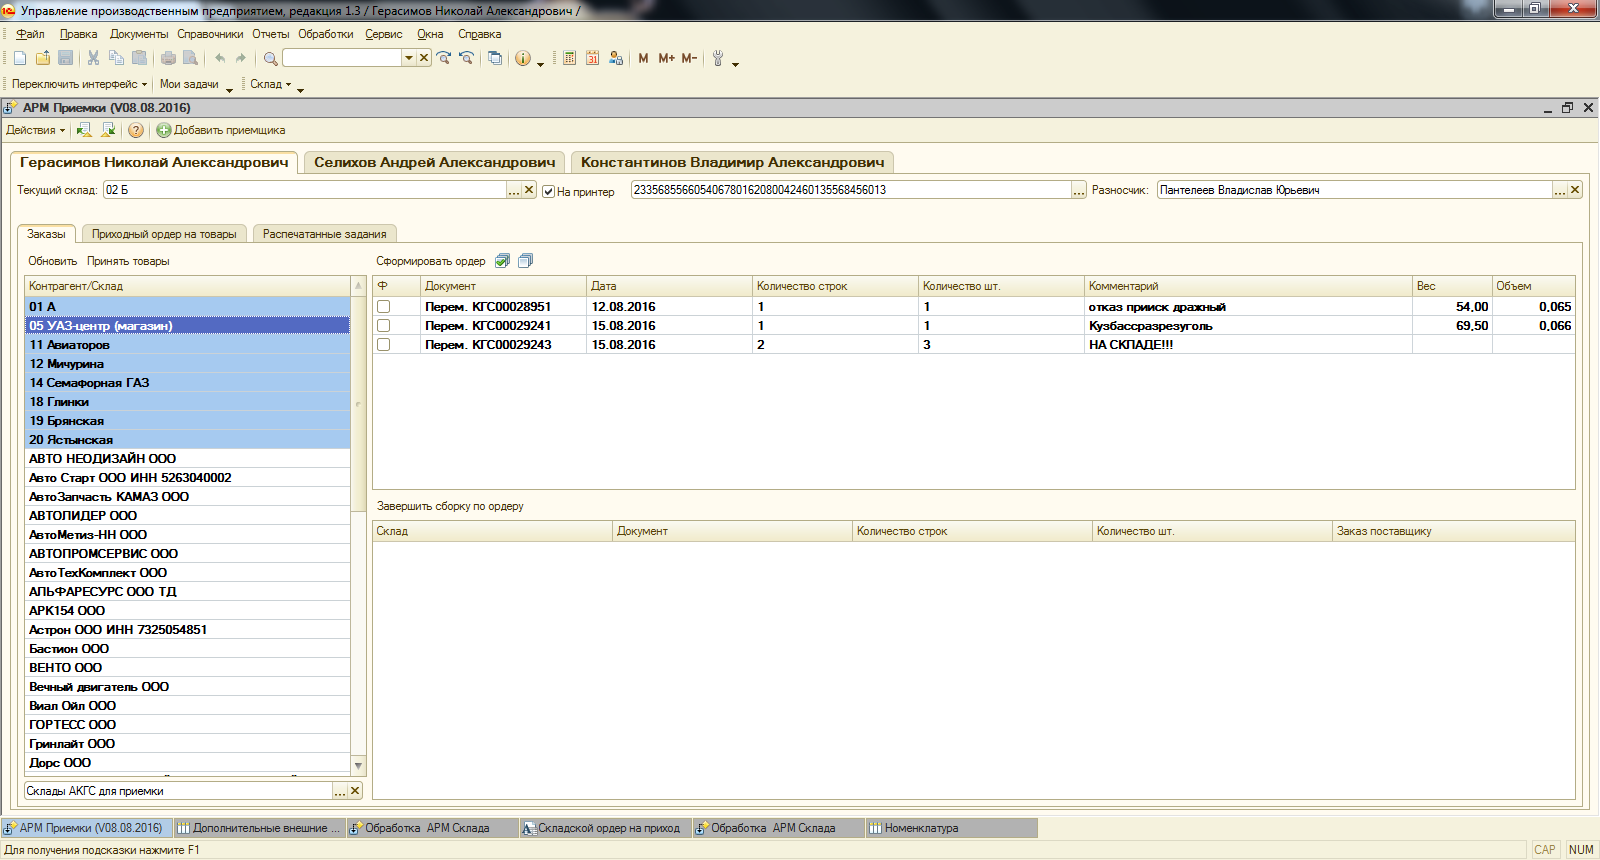 Управление производственным предприятием, редакция 1.3 / Герасимов Николай Александрович /
Файл Правка Документы Справочники Отчеты Обработки Сервис Окна Справка
M M+ M-
Переключить интерфейс Мои задачи Склад
АРМ Приемки (V08.08.2016)
Действия Добавить приемщика
Герасимов Николай Александрович Селихов Андрей Александрович Константинов Владимир Александрович
Текущий склад: 02 Б ... На принтер 233568556605406780162080042460135568456013 ... Разносчик: Пантелеев Владислав Юрьевич ...
Заказы Приходный ордер на товары Распечатанные задания
Обновить Принять товары
Сформировать ордер
Контрагент/Склад
01 А
05 УАЗ-центр (магазин)
11 Авиаторов
12 Мичурина
14 Семафорная ГАЗ
18 Глинки
19 Брянская
20 Ястынская
АВТО НЕОДИЗАЙН ООО
Авто Старт ООО ИНН 5263040002
АвтоЗапчасть КАМАЗ ООО
АВТОЛИДЕР ООО
АвтоМетиз-НН ООО
АВТОПРОМСЕРВИС ООО
АвтоТехКомплект ООО
АЛЬФАРЕСУРС ООО ТД
АРК154 ООО
Астрон ООО ИНН 7325054851
Бастион ООО
ВЕНТО ООО
Вечный двигатель ООО
Виал Ойл ООО
ГОРТЕСС ООО
Гринлайт ООО
Дорс ООО
Склады АКГС для приемки ...
Ф Документ Дата Количество строк Количество шт. Комментарий Вес Объем
Перем. КГС00028951 12.08.2016 1 1 отказ прииск дражный 54,00 0,065
Перем. КГС00029241 15.08.2016 1 1 Кузбассразрезуголь 69,50 0,066
Перем. КГС00029243 15.08.2016 2 3 НА СКЛАДЕ!!!
Завершить сборку по ордеру
Склад Документ Количество строк Количество шт. Заказ поставщику
АРМ Приемки (V08.08.2016) Дополнительные внешние ... Обработка АРМ Склада Складской ордер на приход Обработка АРМ Склада Номенклатура
Для получения подсказки нажмите F1 CAP NUM